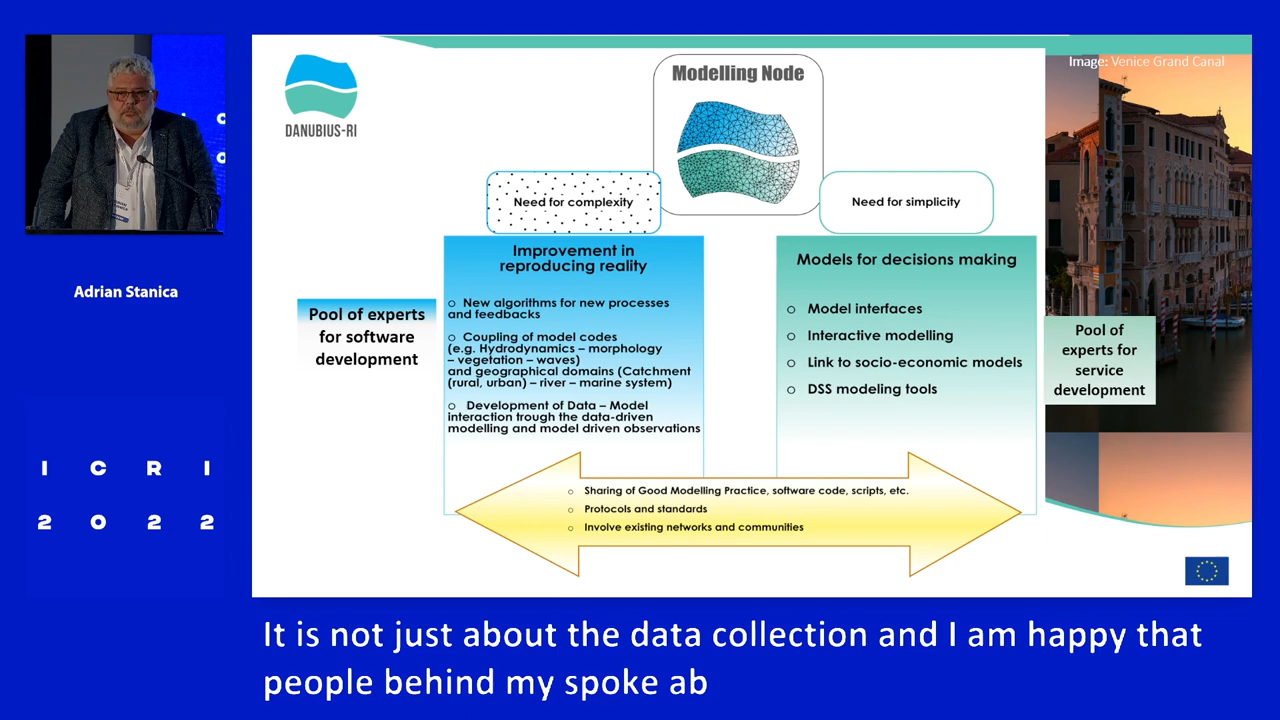 Adrian Stanica
I C R I
2 0 2 2
DANUBIUS-RI
Modelling Node
Image: Venice Grand Canal
Need for complexity
Need for simplicity
Improvement in
reproducing reality
o New algorithms for new processes
and feedbacks
o Coupling of model codes
(e.g. Hydrodynamics – morphology
– vegetation – waves)
and geographical domains (Catchment
(rural, urban) – river – marine system)
o Development of Data – Model
interaction trough the data-driven
modelling and model driven observations
Pool of experts
for software
development
Models for decisions making
o Model interfaces
o Interactive modelling
o Link to socio-economic models
o DSS modeling tools
Pool of
experts for
service
development
o Sharing of Good Modelling Practice, software code, scripts, etc.
o Protocols and standards
o Involve existing networks and communities
It is not just about the data collection and I am happy that
people behind my spoke ab